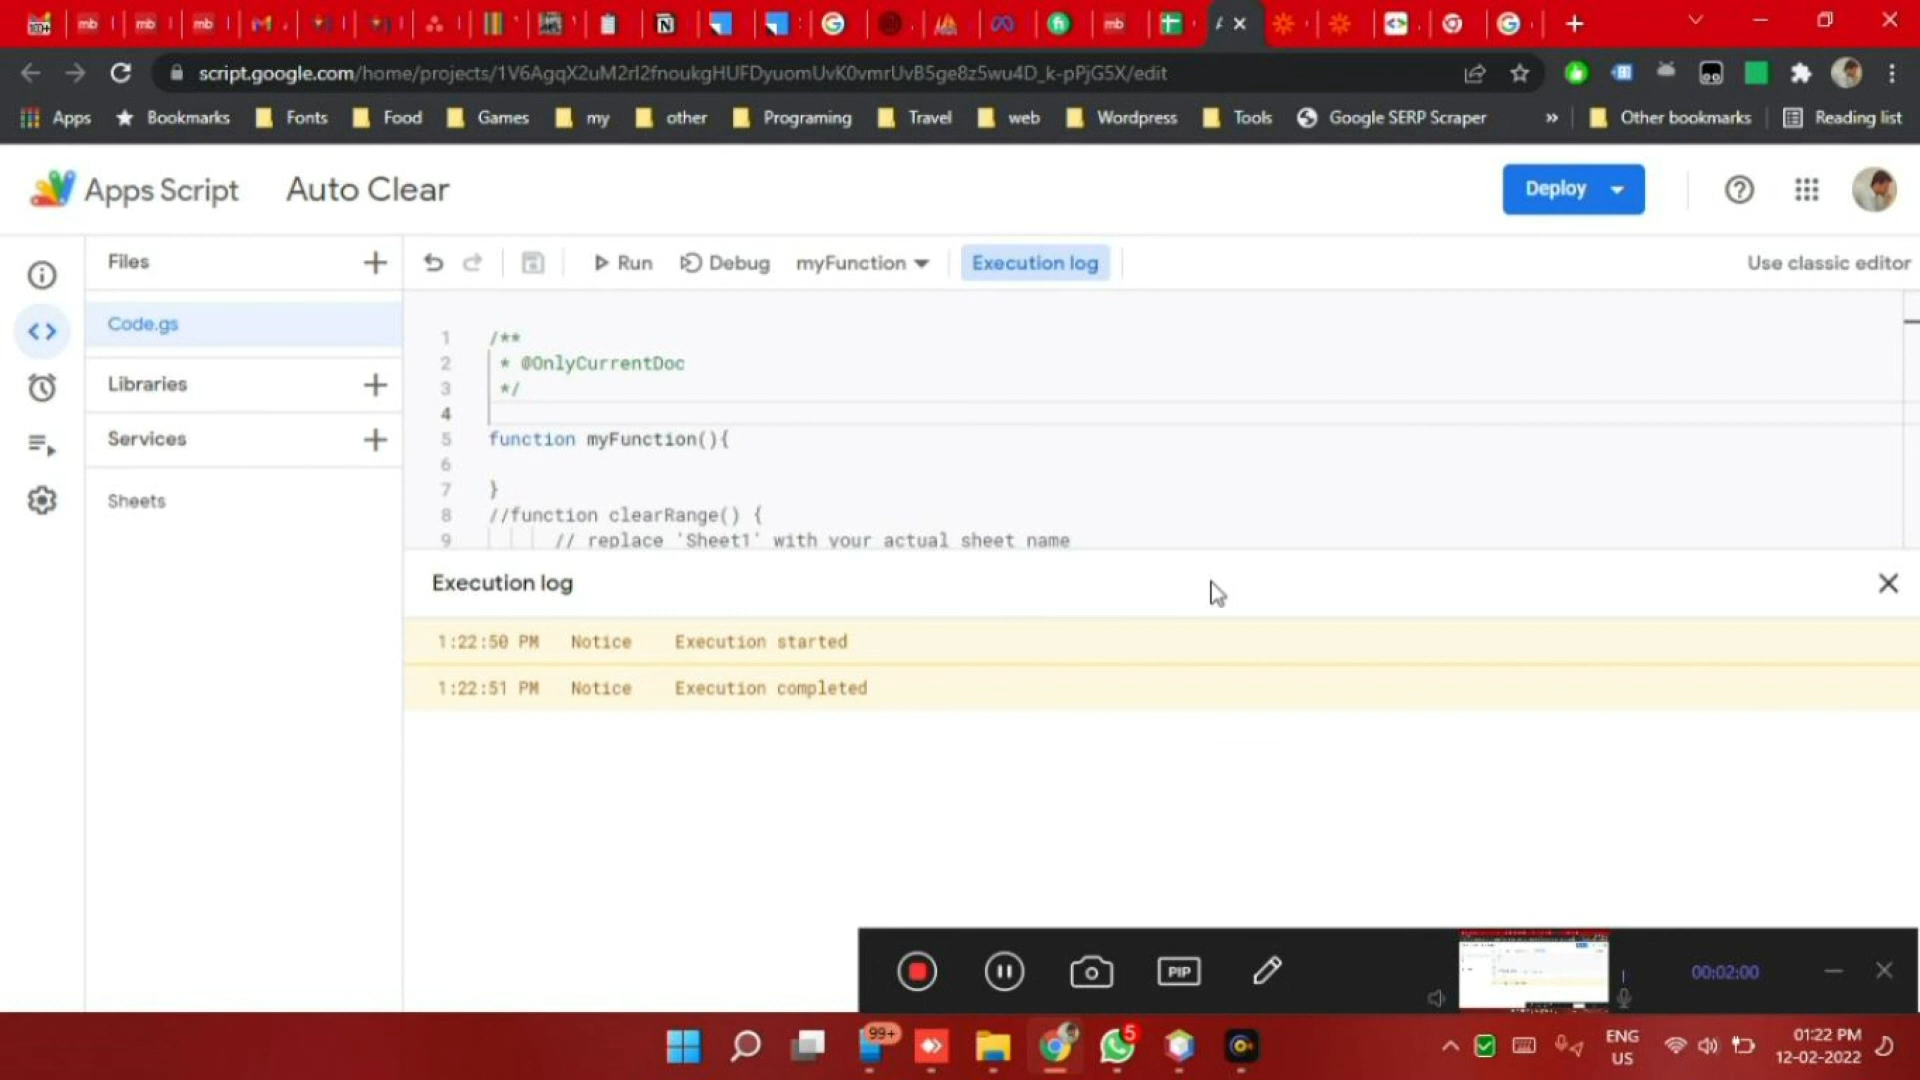 mb
mb
mb
mb
script.google.com/home/projects/1V6AgqX2uM2rl2fnoukgHUFDyuomUvK0vmrUvB5ge8z5wu4D_k-pPjG5X/edit
Apps
Bookmarks
Fonts
Food
Games
my
other
Programing
Travel
web
Wordpress
Tools
Google SERP Scraper
»
Other bookmarks
Reading list
Apps Script
Auto Clear
Deploy
Files
Run
Debug
myFunction
Execution log
Use classic editor
Code.gs
Libraries
Services
Sheets
1 /**
2 * @OnlyCurrentDoc
3 */
4
5 function myFunction(){
6
7 }
8 //function clearRange() {
9 // replace 'Sheet1' with your actual sheet name
Execution log
1:22:50 PM Notice Execution started
1:22:51 PM Notice Execution completed
PIP
00:02:00
99+
5
ENG
US
01:22 PM
12-02-2022